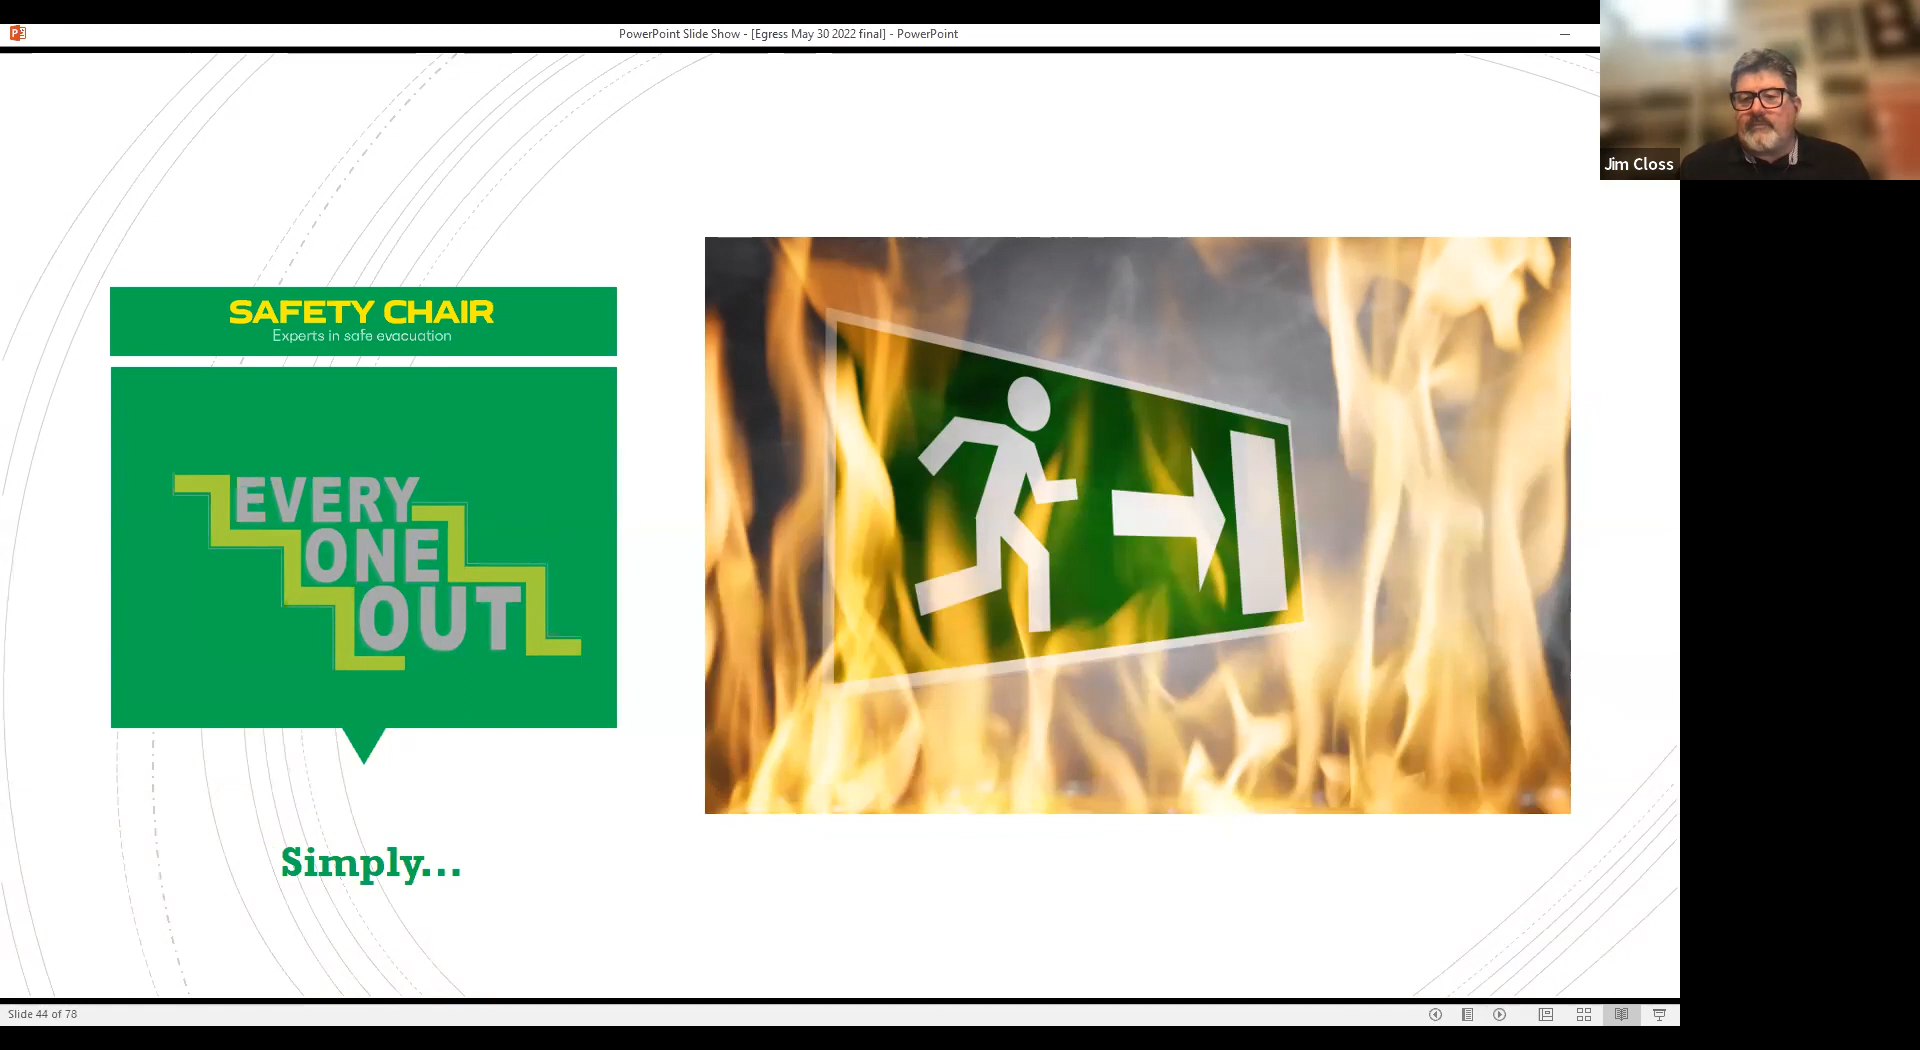 PowerPoint Slide Show - [Egress May 30 2022 final] - PowerPoint
Jim Closs
SAFETY CHAIR
Experts in safe evacuation
EVERY
ONE
OUT
Simply...
Slide 44 of 78